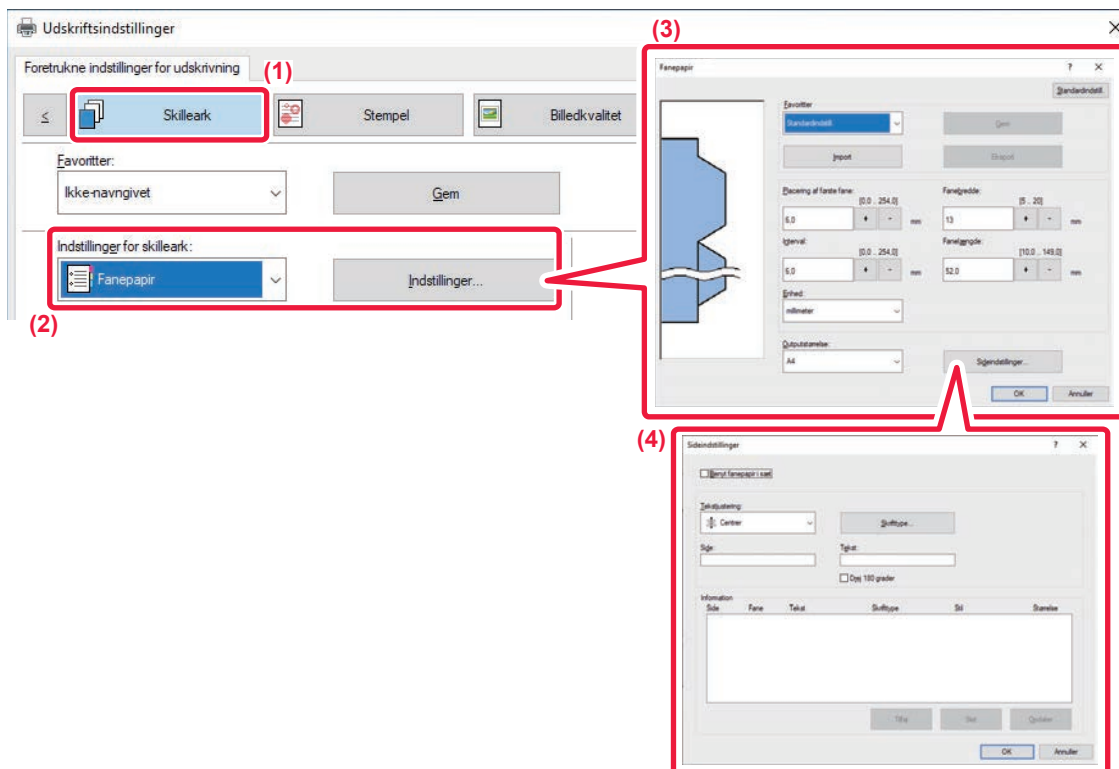 Udskriftsindstillinger
Foretrukne indstillinger for udskrivning
(1)
≤ Skilleark Stempel Billedkvalitet
Favoritter:
Ikke-navngivet Gem
Indstillinger for skilleark:
Fanepapir Indstillinger...
(2)
(3)
Fanepapir ? X
Standardindstill.
Favoritter
Standardindstill. Gem
Import Eksport
Placering af første fane: Fanebredde:
[0,0 .. 254,0] [5 .. 20]
6,0 + - mm 13 + - mm
Interval: Fanelængde:
[0,0 .. 254,0] [10,0 .. 149,0]
6,0 + - mm 52,0 + - mm
Enhed:
millimeter
Outputstørrelse:
A4 Sideindstillinger...
OK Annuller
(4)
Sideindstillinger ? X
Benyt fanepapir i sæt
Tekstjustering:
Centrer Skrifttype...
Side: Tekst:
Drej 180 grader
Information
Side Fane Tekst Skrifttype Stil Størrelse
Tilføj Slet Opdater
OK Annuller